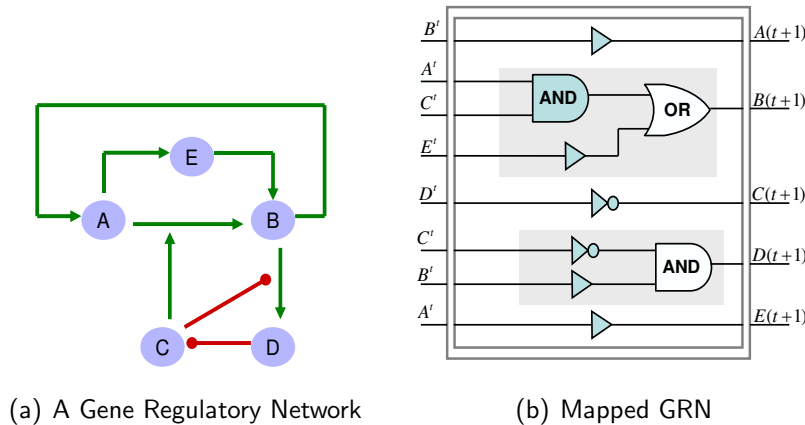 E
A
B
C
D
(a) A Gene Regulatory Network
B^t
A(t+1)
A^t
AND
C^t
OR
B(t+1)
E^t
D^t
C(t+1)
C^t
AND
D(t+1)
B^t
A^t
E(t+1)
(b) Mapped GRN